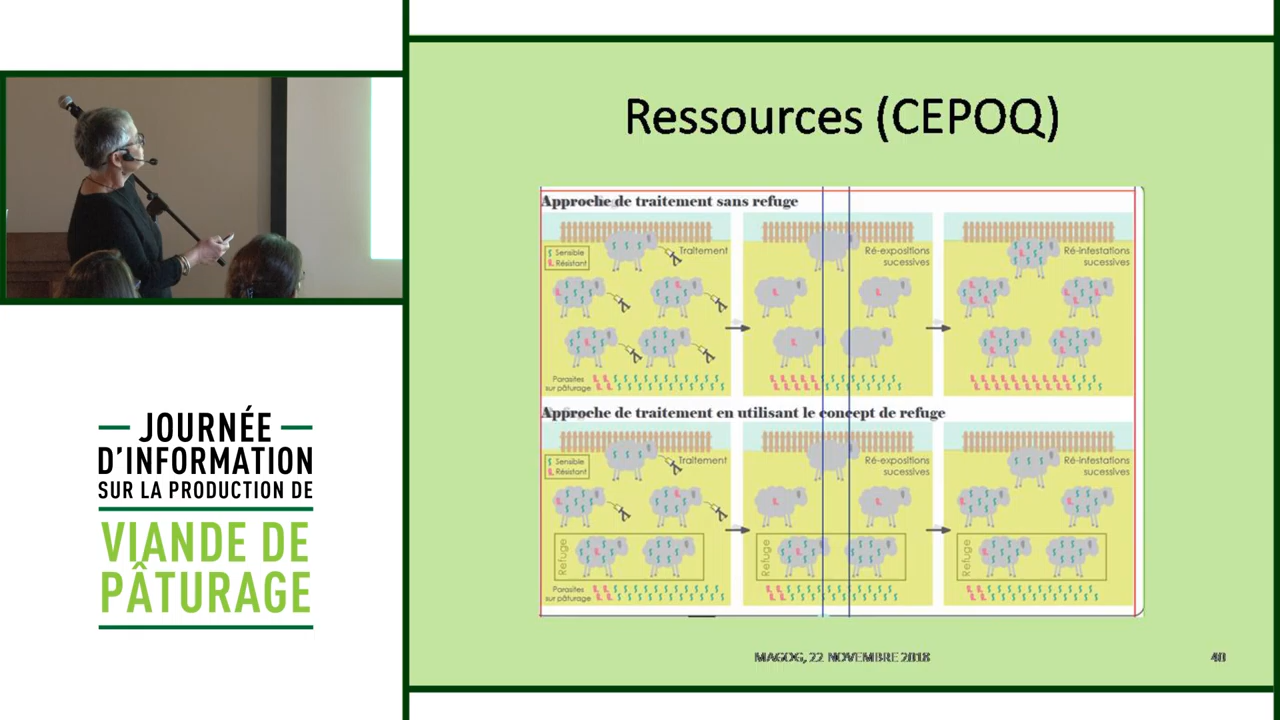 Ressources (CEPOQ)
Approche de traitement sans refuge
Sensible
Résistant
Traitement
Parasites
sur pâturage
Ré-expositions
sucessives
Ré-infestations
sucessives
Approche de traitement en utilisant le concept de refuge
Sensible
Résistant
Traitement
Refuge
Parasites
sur pâturage
Ré-expositions
sucessives
Refuge
Ré-infestations
sucessives
Refuge
MAGOG, 22 NOVEMBRE 2018
40
JOURNÉE
D'INFORMATION
SUR LA PRODUCTION DE
VIANDE DE
PÂTURAGE